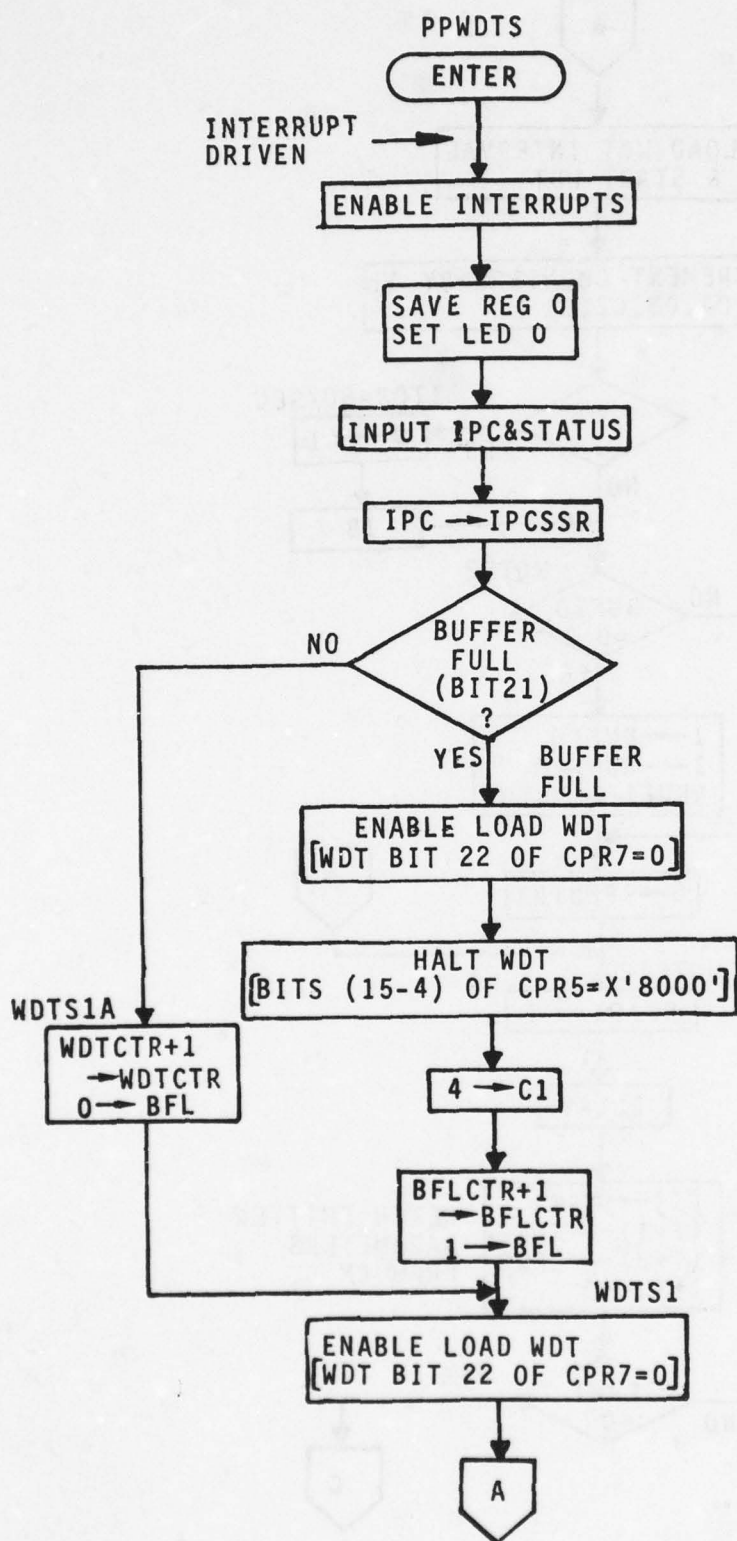 PPWDTS
ENTER
INTERRUPT
DRIVEN
ENABLE INTERRUPTS
SAVE REG 0
SET LED 0
INPUT IPC&STATUS
IPC → IPCSSR
BUFFER
FULL
(BIT21)
?
NO
YES
BUFFER
FULL
ENABLE LOAD WDT
[WDT BIT 22 OF CPR7=0]
HALT WDT
[BITS (15-4) OF CPR5=X'8000']
WDTS1A
WDTCTR+1
→WDTCTR
0→ BFL
4 → C1
BFLCTR+1
→BFLCTR
1→BFL
WDTS1
ENABLE LOAD WDT
[WDT BIT 22 OF CPR7=0]
A